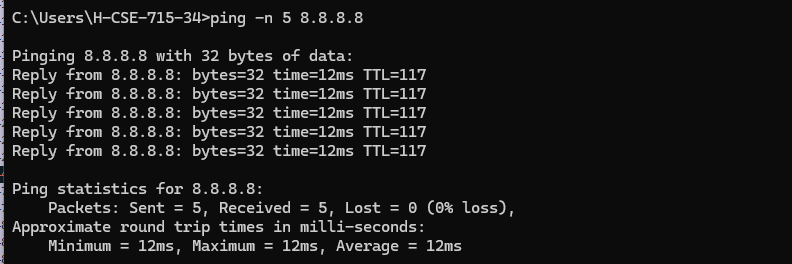 C:\Users\H-CSE-715-34>ping -n 5 8.8.8.8
Pinging 8.8.8.8 with 32 bytes of data:
Reply from 8.8.8.8: bytes=32 time=12ms TTL=117
Reply from 8.8.8.8: bytes=32 time=12ms TTL=117
Reply from 8.8.8.8: bytes=32 time=12ms TTL=117
Reply from 8.8.8.8: bytes=32 time=12ms TTL=117
Reply from 8.8.8.8: bytes=32 time=12ms TTL=117
Ping statistics for 8.8.8.8:
    Packets: Sent = 5, Received = 5, Lost = 0 (0% loss),
Approximate round trip times in milli-seconds:
    Minimum = 12ms, Maximum = 12ms, Average = 12ms